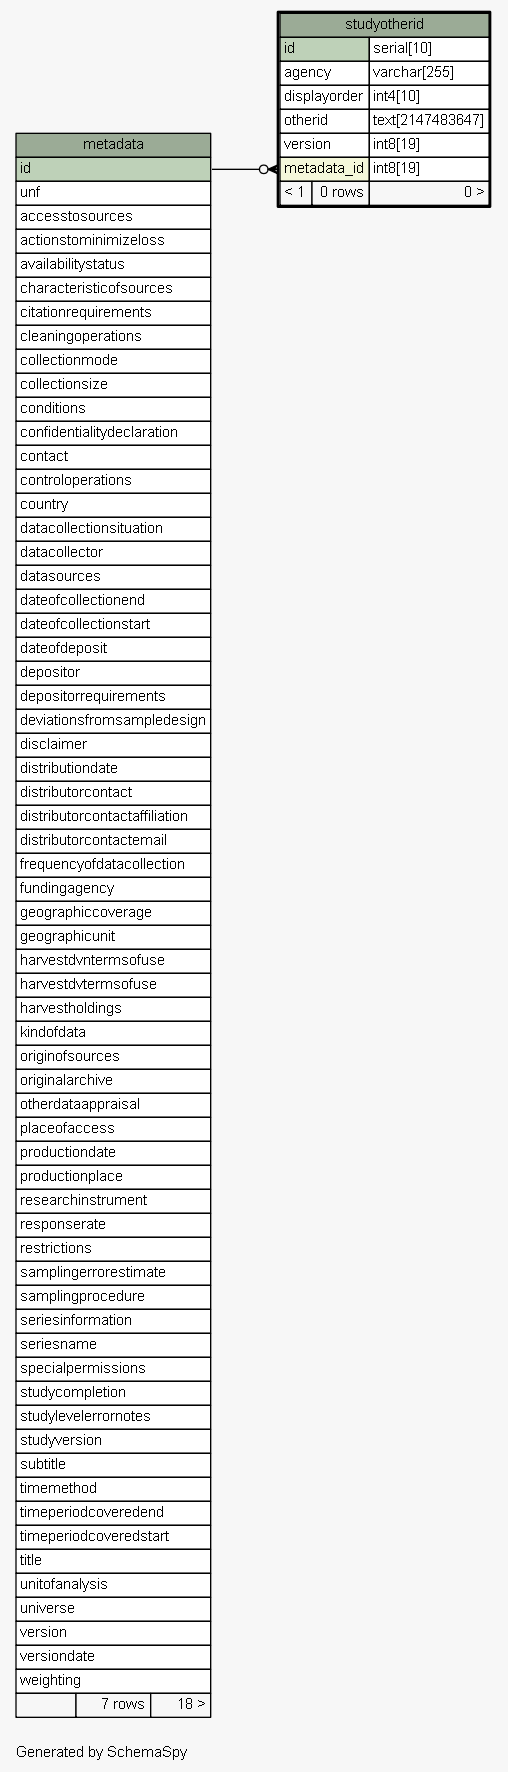 studyotherid
id serial[10]
agency varchar[255]
displayorder int4[10]
otherid text[2147483647]
version int8[19]
metadata_id int8[19]
< 1 0 rows 0 >
metadata
id
unf
accesstosources
actionstominimizeloss
availabilitystatus
characteristicofsources
citationrequirements
cleaningoperations
collectionmode
collectionsize
conditions
confidentialitydeclaration
contact
controloperations
country
datacollectionsituation
datacollector
datasources
dateofcollectionend
dateofcollectionstart
dateofdeposit
depositor
depositorrequirements
deviationsfromsampledesign
disclaimer
distributiondate
distributorcontact
distributorcontactaffiliation
distributorcontactemail
frequencyofdatacollection
fundingagency
geographiccoverage
geographicunit
harvestdvntermsofuse
harvestdvtermsofuse
harvestholdings
kindofdata
originofsources
originalarchive
otherdataappraisal
placeofaccess
productiondate
productionplace
researchinstrument
responserate
restrictions
samplingerrorestimate
samplingprocedure
seriesinformation
seriesname
specialpermissions
studycompletion
studylevelerrornotes
studyversion
subtitle
timemethod
timeperiodcoveredend
timeperiodcoveredstart
title
unitofanalysis
universe
version
versiondate
weighting
7 rows 18 >
Generated by SchemaSpy